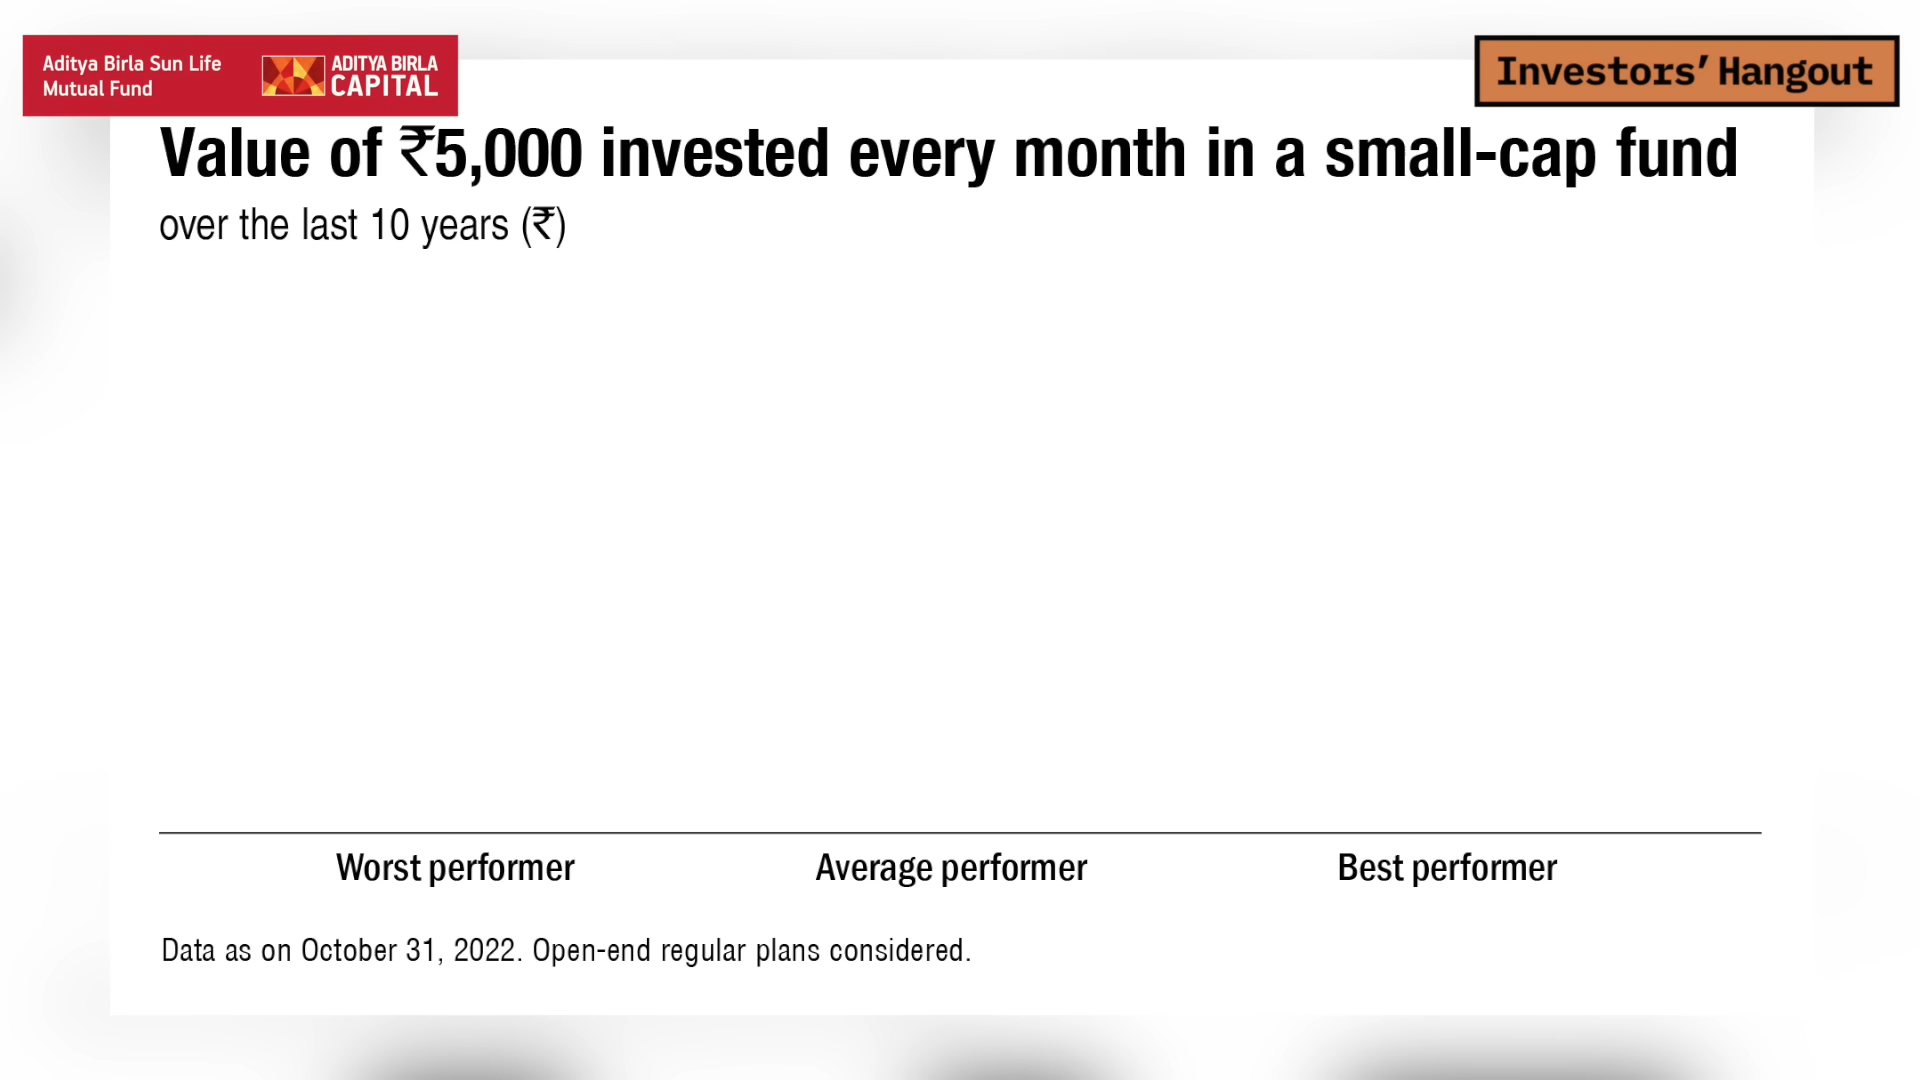 Aditya Birla Sun Life
Mutual Fund
ADITYA BIRLA
CAPITAL
Investors' Hangout
Value of ₹5,000 invested every month in a small-cap fund
over the last 10 years (₹)
Worst performer
Average performer
Best performer
Data as on October 31, 2022. Open-end regular plans considered.